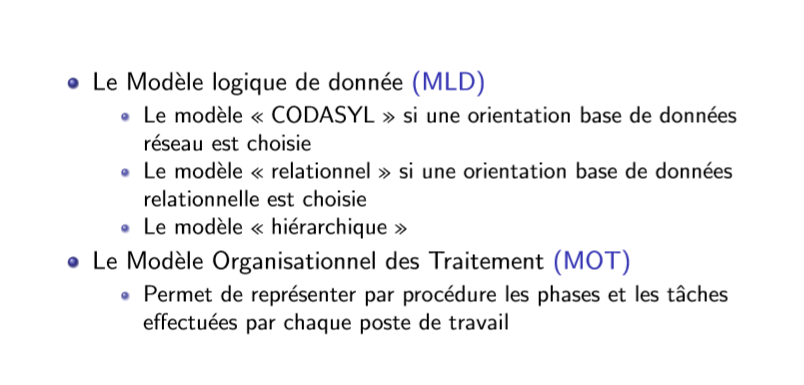 Le Modèle logique de donnée (MLD)
Le modèle « CODASYL » si une orientation base de données
réseau est choisie
Le modèle « relationnel » si une orientation base de données
relationnelle est choisie
Le modèle « hiérarchique »
Le Modèle Organisationnel des Traitement (MOT)
Permet de représenter par procédure les phases et les tâches
effectuées par chaque poste de travail